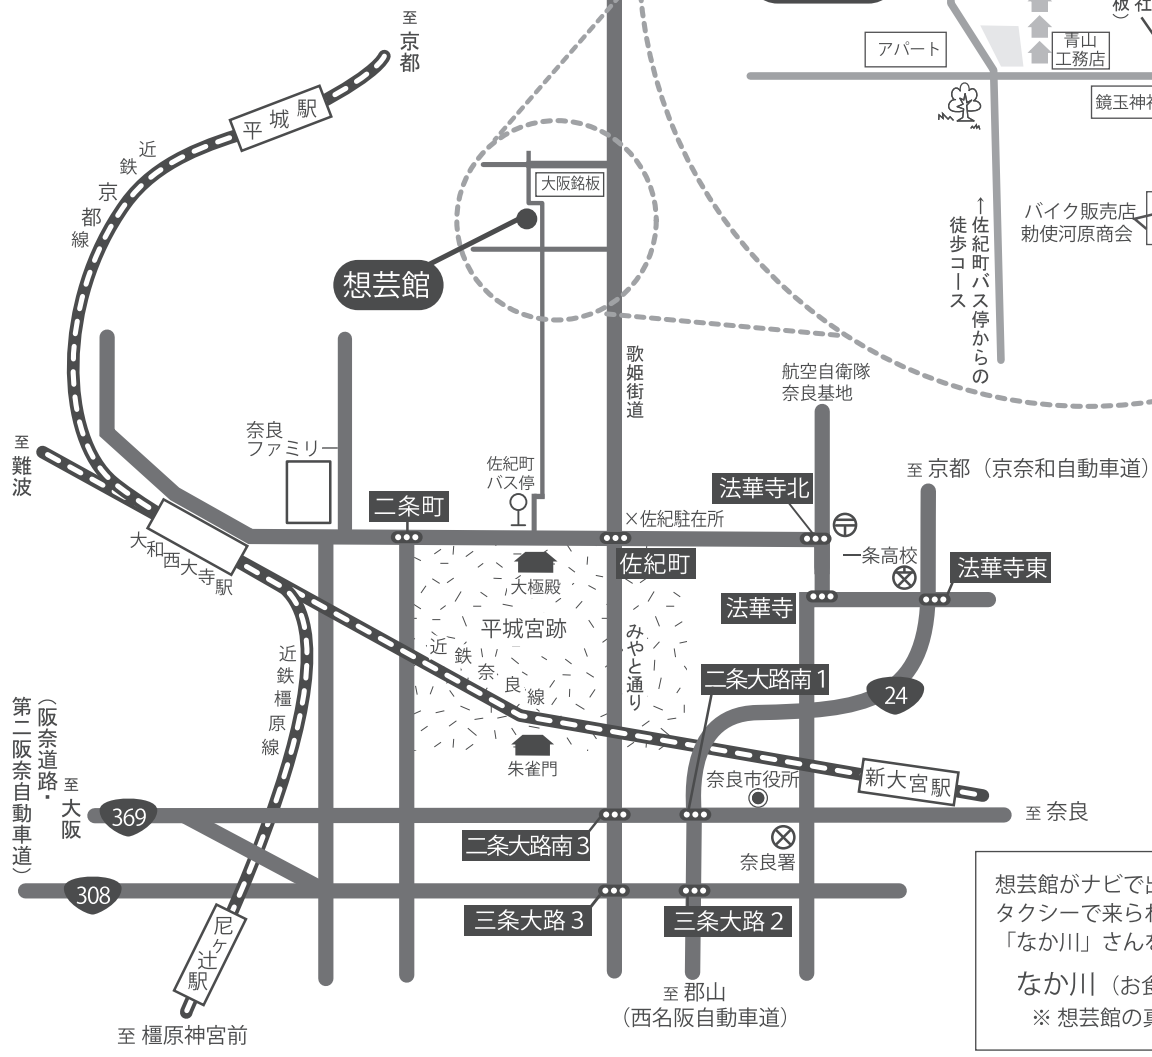 至 京都
平城駅
近鉄京都線
大阪銘板
想芸館
アパート
青山
工務店
鏡玉神
バイク販売店
勅使河原商会
←佐紀町バス停からの
徒歩コース
歌姫街道
航空自衛隊
奈良基地
至 難波
奈良
ファミリー
佐紀町
バス停
二条町
×佐紀駐在所
法華寺北
至 京都（京奈和自動車道）
大和西大寺駅
大極殿
佐紀町
一条高校
法華寺東
法華寺
平城宮跡
みやと通り
近鉄奈良線
近鉄橿原線
二条大路南1
24
朱雀門
奈良市役所
新大宮駅
（阪奈道路・
第二阪奈自動車道）
至 大阪
369
至 奈良
二条大路南3
奈良署
308
三条大路3
三条大路2
尼ヶ辻駅
至 橿原神宮前
至 郡山
（西名阪自動車道）
想芸館がナビで
タクシーで来ら
「なか川」さん
なか川（お食
※ 想芸館の